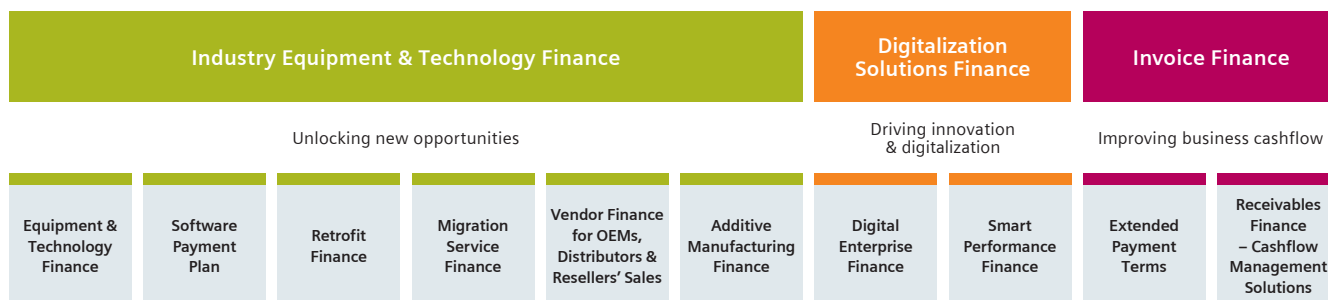 Industry Equipment & Technology Finance
Digitalization
Solutions Finance
Invoice Finance
Unlocking new opportunities
Driving innovation
& digitalization
Improving business cashflow
Equipment &
Technology
Finance
Software
Payment
Plan
Retrofit
Finance
Migration
Service
Finance
Vendor Finance
for OEMs,
Distributors &
Resellers’ Sales
Additive
Manufacturing
Finance
Digital
Enterprise
Finance
Smart
Performance
Finance
Extended
Payment
Terms
Receivables
Finance
– Cashflow
Management
Solutions